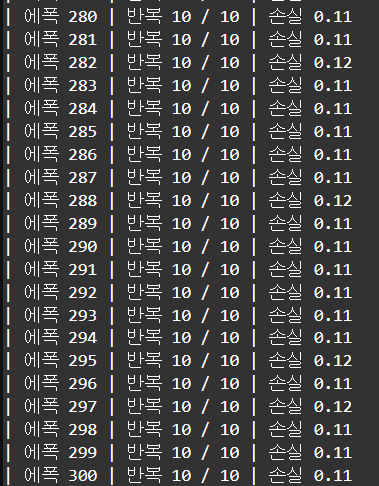 | 에폭 280 | 반복 10 / 10 | 손실 0.11
| 에폭 281 | 반복 10 / 10 | 손실 0.11
| 에폭 282 | 반복 10 / 10 | 손실 0.12
| 에폭 283 | 반복 10 / 10 | 손실 0.11
| 에폭 284 | 반복 10 / 10 | 손실 0.11
| 에폭 285 | 반복 10 / 10 | 손실 0.11
| 에폭 286 | 반복 10 / 10 | 손실 0.11
| 에폭 287 | 반복 10 / 10 | 손실 0.11
| 에폭 288 | 반복 10 / 10 | 손실 0.12
| 에폭 289 | 반복 10 / 10 | 손실 0.11
| 에폭 290 | 반복 10 / 10 | 손실 0.11
| 에폭 291 | 반복 10 / 10 | 손실 0.11
| 에폭 292 | 반복 10 / 10 | 손실 0.11
| 에폭 293 | 반복 10 / 10 | 손실 0.11
| 에폭 294 | 반복 10 / 10 | 손실 0.11
| 에폭 295 | 반복 10 / 10 | 손실 0.12
| 에폭 296 | 반복 10 / 10 | 손실 0.11
| 에폭 297 | 반복 10 / 10 | 손실 0.12
| 에폭 298 | 반복 10 / 10 | 손실 0.11
| 에폭 299 | 반복 10 / 10 | 손실 0.11
| 에폭 300 | 반복 10 / 10 | 손실 0.11